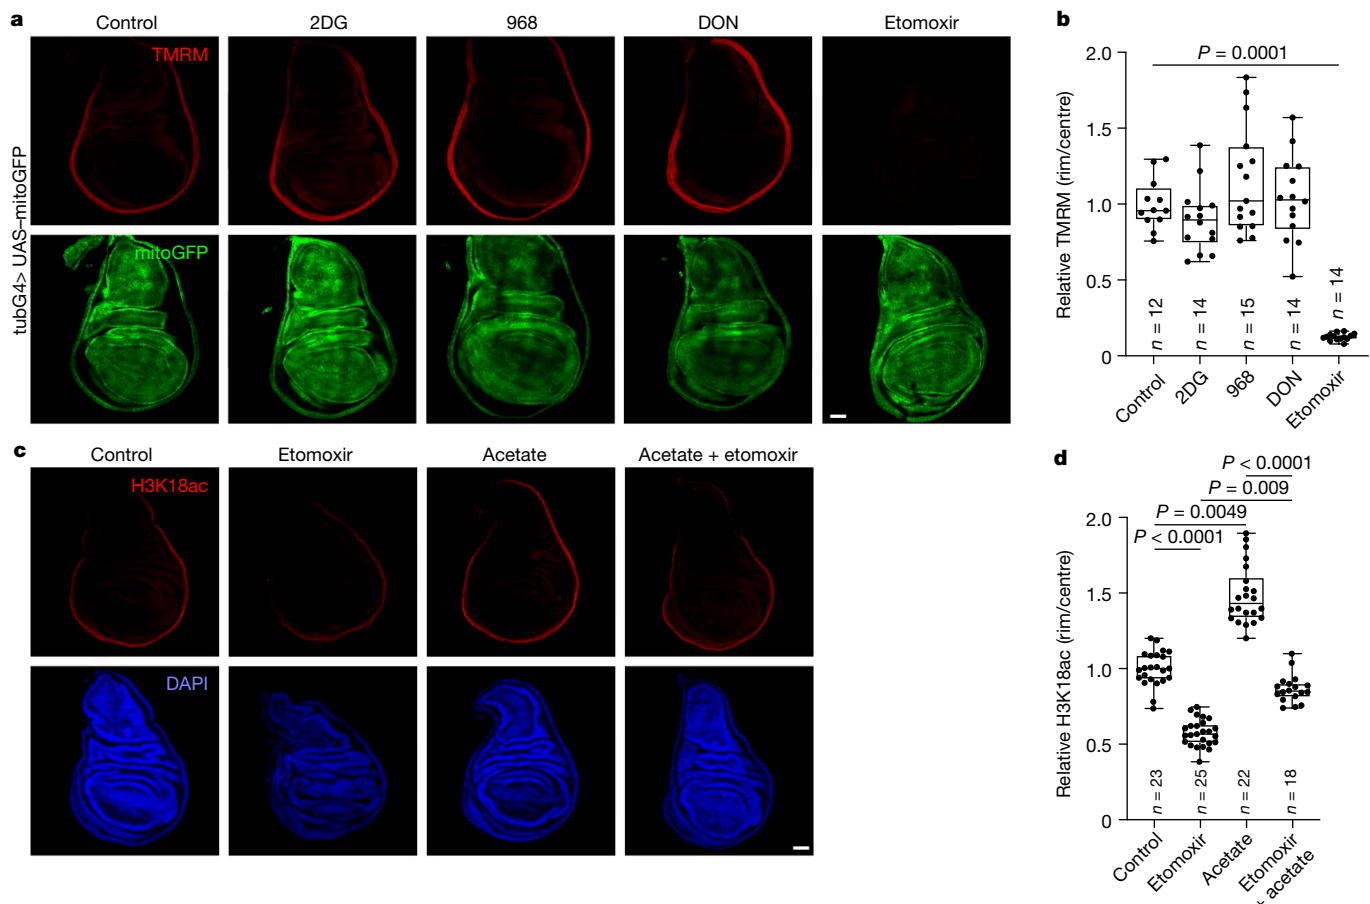 a
Control 2DG 968 DON Etomoxir
TMRM
mitoGFP
tubG4> UAS–mitoGFP
b
P = 0.0001
Relative TMRM (rim/centre)
2.0
1.5
1.0
0.5
0
n = 12 n = 14 n = 15 n = 14 n = 14
Control 2DG 968 DON Etomoxir
c
Control Etomoxir Acetate Acetate + etomoxir
H3K18ac
DAPI
d
P < 0.0001
P = 0.009
P = 0.0049
P < 0.0001
Relative H3K18ac (rim/centre)
2.0
1.5
1.0
0.5
0
n = 23 n = 25 n = 22 n = 18
Control Etomoxir Acetate Etomoxir
+ acetate